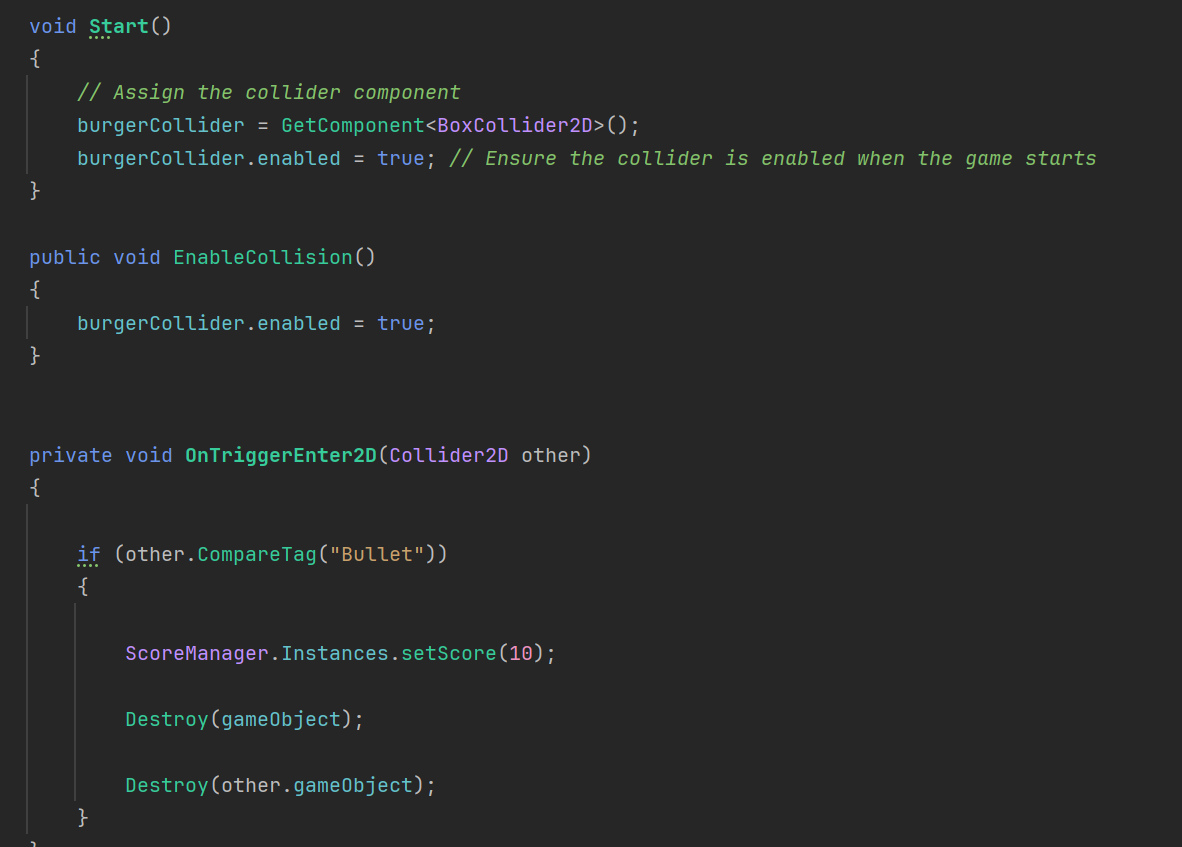 void Start()
{
// Assign the collider component
burgerCollider = GetComponent<BoxCollider2D>();
burgerCollider.enabled = true; // Ensure the collider is enabled when the game starts
}
public void EnableCollision()
{
burgerCollider.enabled = true;
}
private void OnTriggerEnter2D(Collider2D other)
{
if (other.CompareTag("Bullet"))
{
ScoreManager.Instances.setScore(10);
Destroy(gameObject);
Destroy(other.gameObject);
}
}